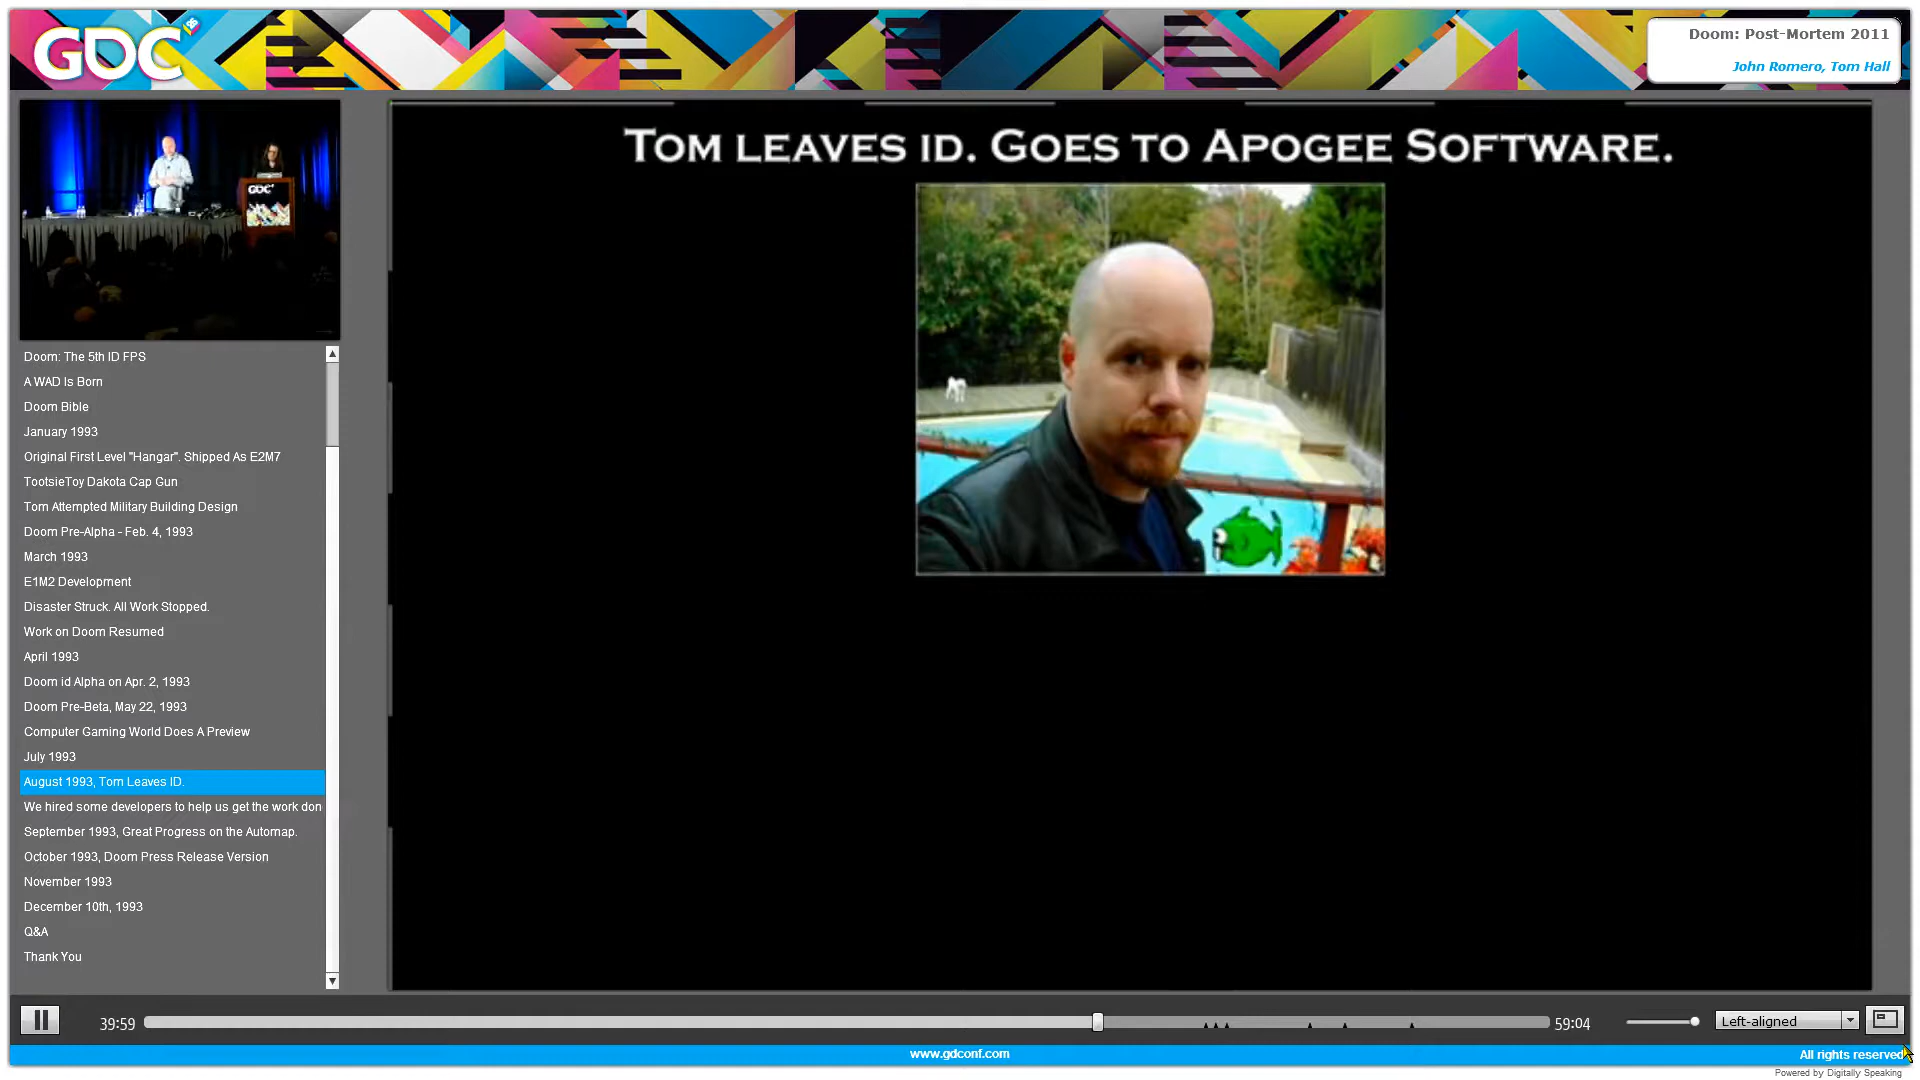 GDC 25
Doom: Post-Mortem 2011
John Romero, Tom Hall
GDC
TOM LEAVES ID. GOES TO APOGEE SOFTWARE.
Doom: The 5th ID FPS
A WAD Is Born
Doom Bible
January 1993
Original First Level "Hangar". Shipped As E2M7
TootsieToy Dakota Cap Gun
Tom Attempted Military Building Design
Doom Pre-Alpha - Feb. 4, 1993
March 1993
E1M2 Development
Disaster Struck. All Work Stopped.
Work on Doom Resumed
April 1993
Doom id Alpha on Apr. 2, 1993
Doom Pre-Beta, May 22, 1993
Computer Gaming World Does A Preview
July 1993
August 1993, Tom Leaves ID.
We hired some developers to help us get the work don
September 1993, Great Progress on the Automap.
October 1993, Doom Press Release Version
November 1993
December 10th, 1993
Q&A
Thank You
39:59
59:04
Left-aligned
www.gdconf.com
All rights reserved
Powered by Digitally Speaking